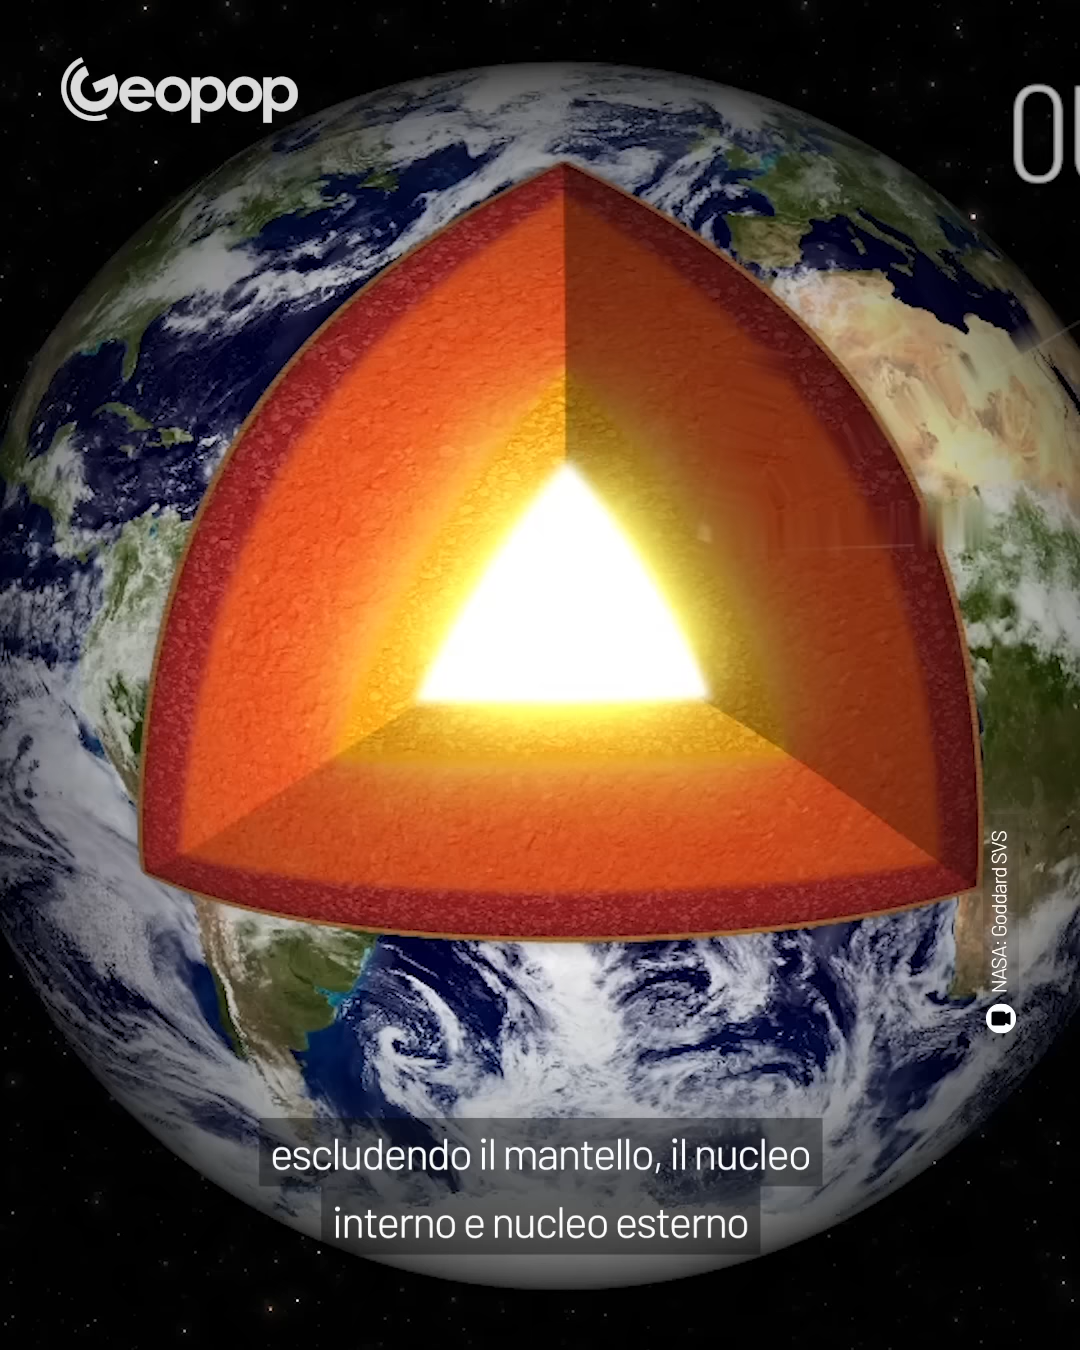 Geopop
NASA: Goddard SVS
escludendo il mantello, il nucleo
interno e nucleo esterno